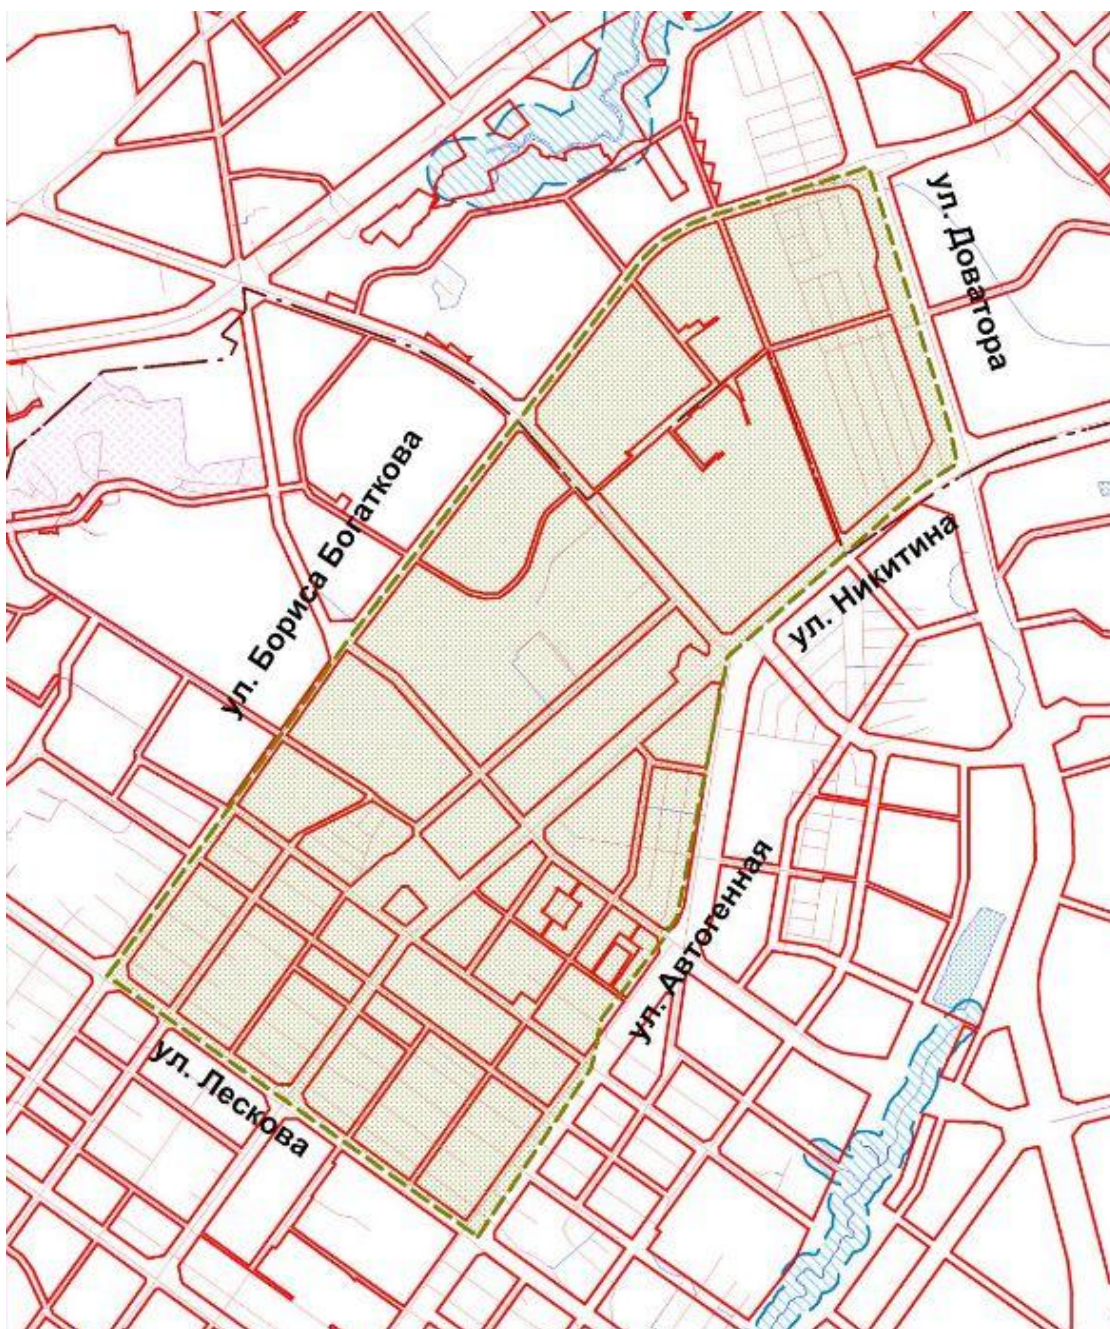 ул. Доватора
ул. Бориса Богаткова
ул. Никитина
ул. Автогенная
ул. Лескова